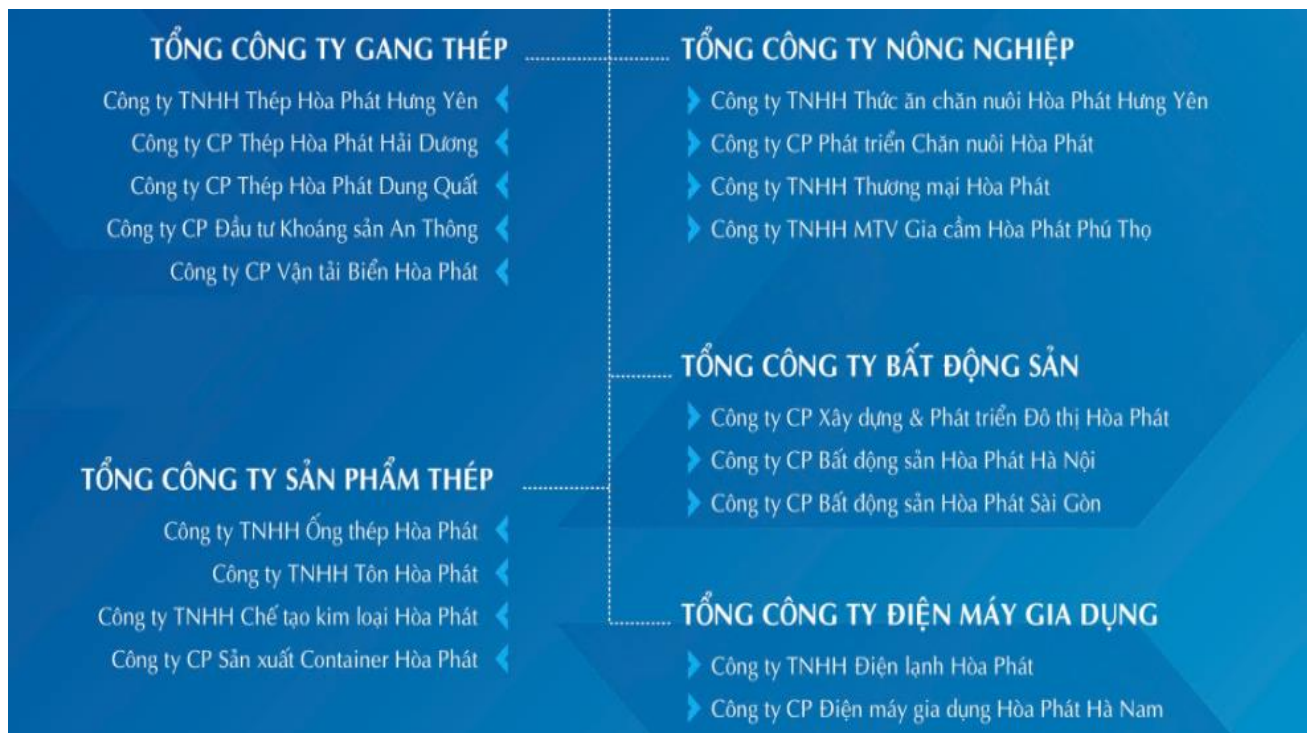 TỔNG CÔNG TY GANG THÉP
Công ty TNHH Thép Hòa Phát Hưng Yên
Công ty CP Thép Hòa Phát Hải Dương
Công ty CP Thép Hòa Phát Dung Quất
Công ty CP Đầu tư Khoáng sản An Thông
Công ty CP Vận tải Biển Hòa Phát
TỔNG CÔNG TY SẢN PHẨM THÉP
Công ty TNHH Ống thép Hòa Phát
Công ty TNHH Tôn Hòa Phát
Công ty TNHH Chế tạo kim loại Hòa Phát
Công ty CP Sản xuất Container Hòa Phát
TỔNG CÔNG TY NÔNG NGHIỆP
Công ty TNHH Thức ăn chăn nuôi Hòa Phát Hưng Yên
Công ty CP Phát triển Chăn nuôi Hòa Phát
Công ty TNHH Thương mại Hòa Phát
Công ty TNHH MTV Gia cầm Hòa Phát Phú Thọ
TỔNG CÔNG TY BẤT ĐỘNG SẢN
Công ty CP Xây dựng & Phát triển Đô thị Hòa Phát
Công ty CP Bất động sản Hòa Phát Hà Nội
Công ty CP Bất động sản Hòa Phát Sài Gòn
TỔNG CÔNG TY ĐIỆN MÁY GIA DỤNG
Công ty TNHH Điện lạnh Hòa Phát
Công ty CP Điện máy gia dụng Hòa Phát Hà Nam